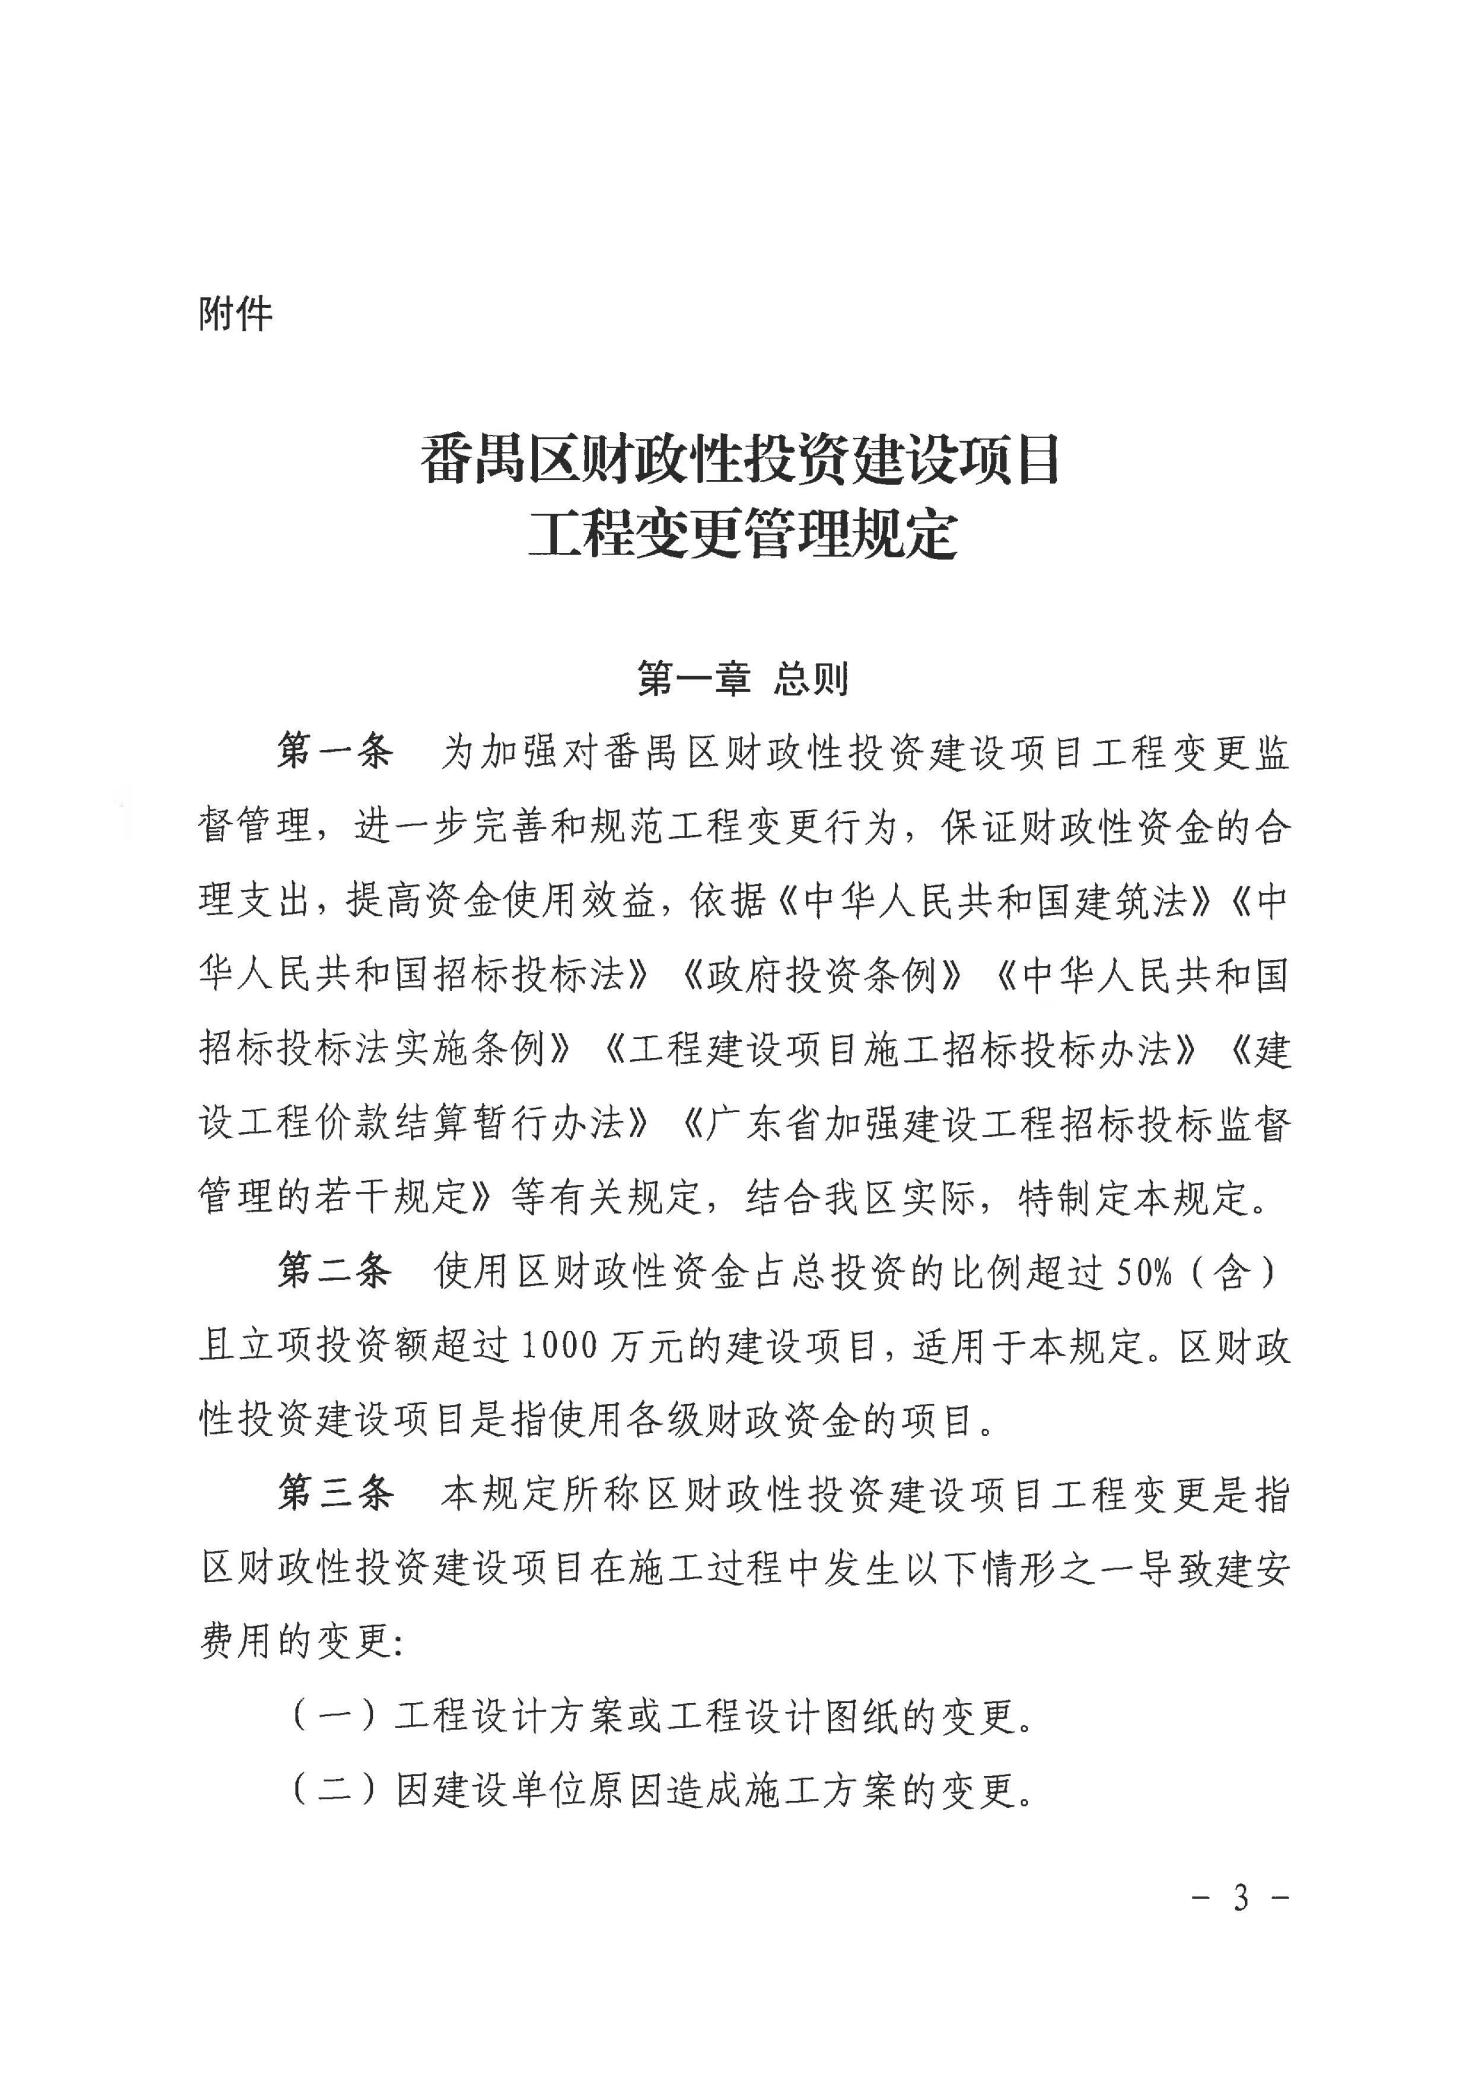 附件
番禺区财政性投资建设项目
工程变更管理规定
第一章 总则
第一条 为加强对番禺区财政性投资建设项目工程变更监
督管理，进一步完善和规范工程变更行为，保证财政性资金的合
理支出，提高资金使用效益，依据《中华人民共和国建筑法》《中
华人民共和国招标投标法》《政府投资条例》《中华人民共和国
招标投标法实施条例》《工程建设项目施工招标投标办法》《建
设工程价款结算暂行办法》《广东省加强建设工程招标投标监督
管理的若干规定》等有关规定，结合我区实际，特制定本规定。
第二条 使用区财政性资金占总投资的比例超过50%（含）
且立项投资额超过1000万元的建设项目，适用于本规定。区财政
性投资建设项目是指使用各级财政资金的项目。
第三条 本规定所称区财政性投资建设项目工程变更是指
区财政性投资建设项目在施工过程中发生以下情形之一导致建安
费用的变更:
（一）工程设计方案或工程设计图纸的变更。
（二）因建设单位原因造成施工方案的变更。
- 3 -